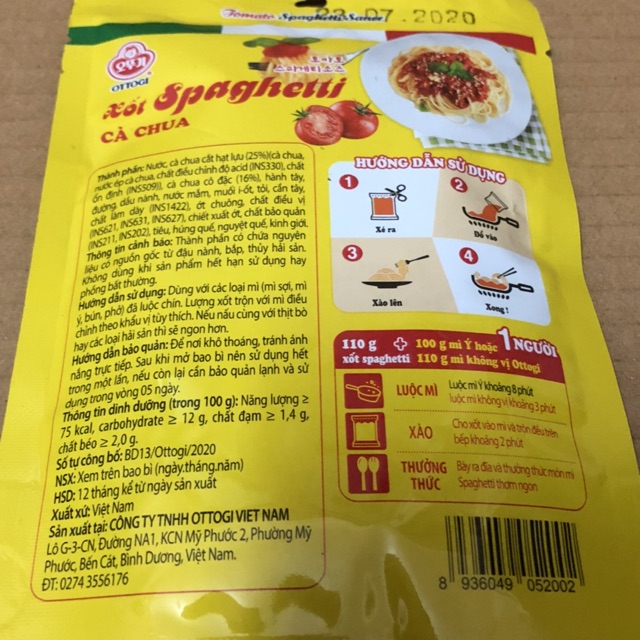 Tomato Spaghetti Sauce
.07.2020
오뚜기
OTTOGI
토마토
스파게티소스
Xốt Spaghetti
CÀ CHUA
Thành phần: Nước, cà chua cắt hạt lựu (25%)(cà chua,
nước ép cà chua, chất điều chỉnh độ acid (INS330), chất
ổn định (INS509)), cà chua cô đặc (16%), hành tây,
đường, dầu nành, nước mắm, muối i-ốt, tỏi, cần tây,
chất làm dày (INS1422), ớt chuông, chất điều vị
(INS621, INS631, INS627), chiết xuất ớt, chất bảo quản
(INS211, INS202), tiêu, húng quế, nguyệt quế, kinh giới.
Thông tin cảnh báo: Thành phần có chứa nguyên
liệu có nguồn gốc từ đậu nành, bắp, thủy hải sản.
Không dùng khi sản phẩm hết hạn sử dụng hay
phồng bất thường.
Hướng dẫn sử dụng: Dùng với các loại mì (mì sợi, mì
ý, bún, phở) đã luộc chín. Lượng xốt trộn với mì điều
chỉnh theo khẩu vị tùy thích. Nếu nấu cùng với thịt bò
hay các loại hải sản thì sẽ ngon hơn.
Hướng dẫn bảo quản: Để nơi khô thoáng, tránh ánh
nắng trực tiếp. Sau khi mở bao bì nên sử dụng hết
trong một lần, nếu còn lại cần bảo quản lạnh và sử
dụng trong vòng 05 ngày.
Thông tin dinh dưỡng (trong 100 g): Năng lượng ≥
75 kcal, carbohydrate ≥ 12 g, chất đạm ≥ 1,4 g,
chất béo ≥ 2,0 g.
Số tự công bố: BD13/Ottogi/2020
NSX: Xem trên bao bì (ngày.tháng.năm)
HSD: 12 tháng kể từ ngày sản xuất
Xuất xứ: Việt Nam
Sản xuất tại: CÔNG TY TNHH OTTOGI VIET NAM
Lô G-3-CN, Đường NA1, KCN Mỹ Phước 2, Phường Mỹ
Phước, Bến Cát, Bình Dương, Việt Nam.
ĐT: 0274 3556176
HƯỚNG DẪN SỬ DỤNG
1
Xé ra
2
Đổ vào
3
Xào lên
4
Xong !
110 g + 100 g mì Ý hoặc 1 NGƯỜI
xốt spaghetti 110 g mì không vị Ottogi
LUỘC MÌ
Luộc mì Ý khoảng 8 phút
luộc mì không vị khoảng 3 phút
XÀO
Cho xốt vào mì và trộn đều trên
bếp khoảng 2 phút
THƯỞNG
THỨC
Bày ra đĩa và thưởng thức món mì
Spaghetti thơm ngon
8 936049 052002